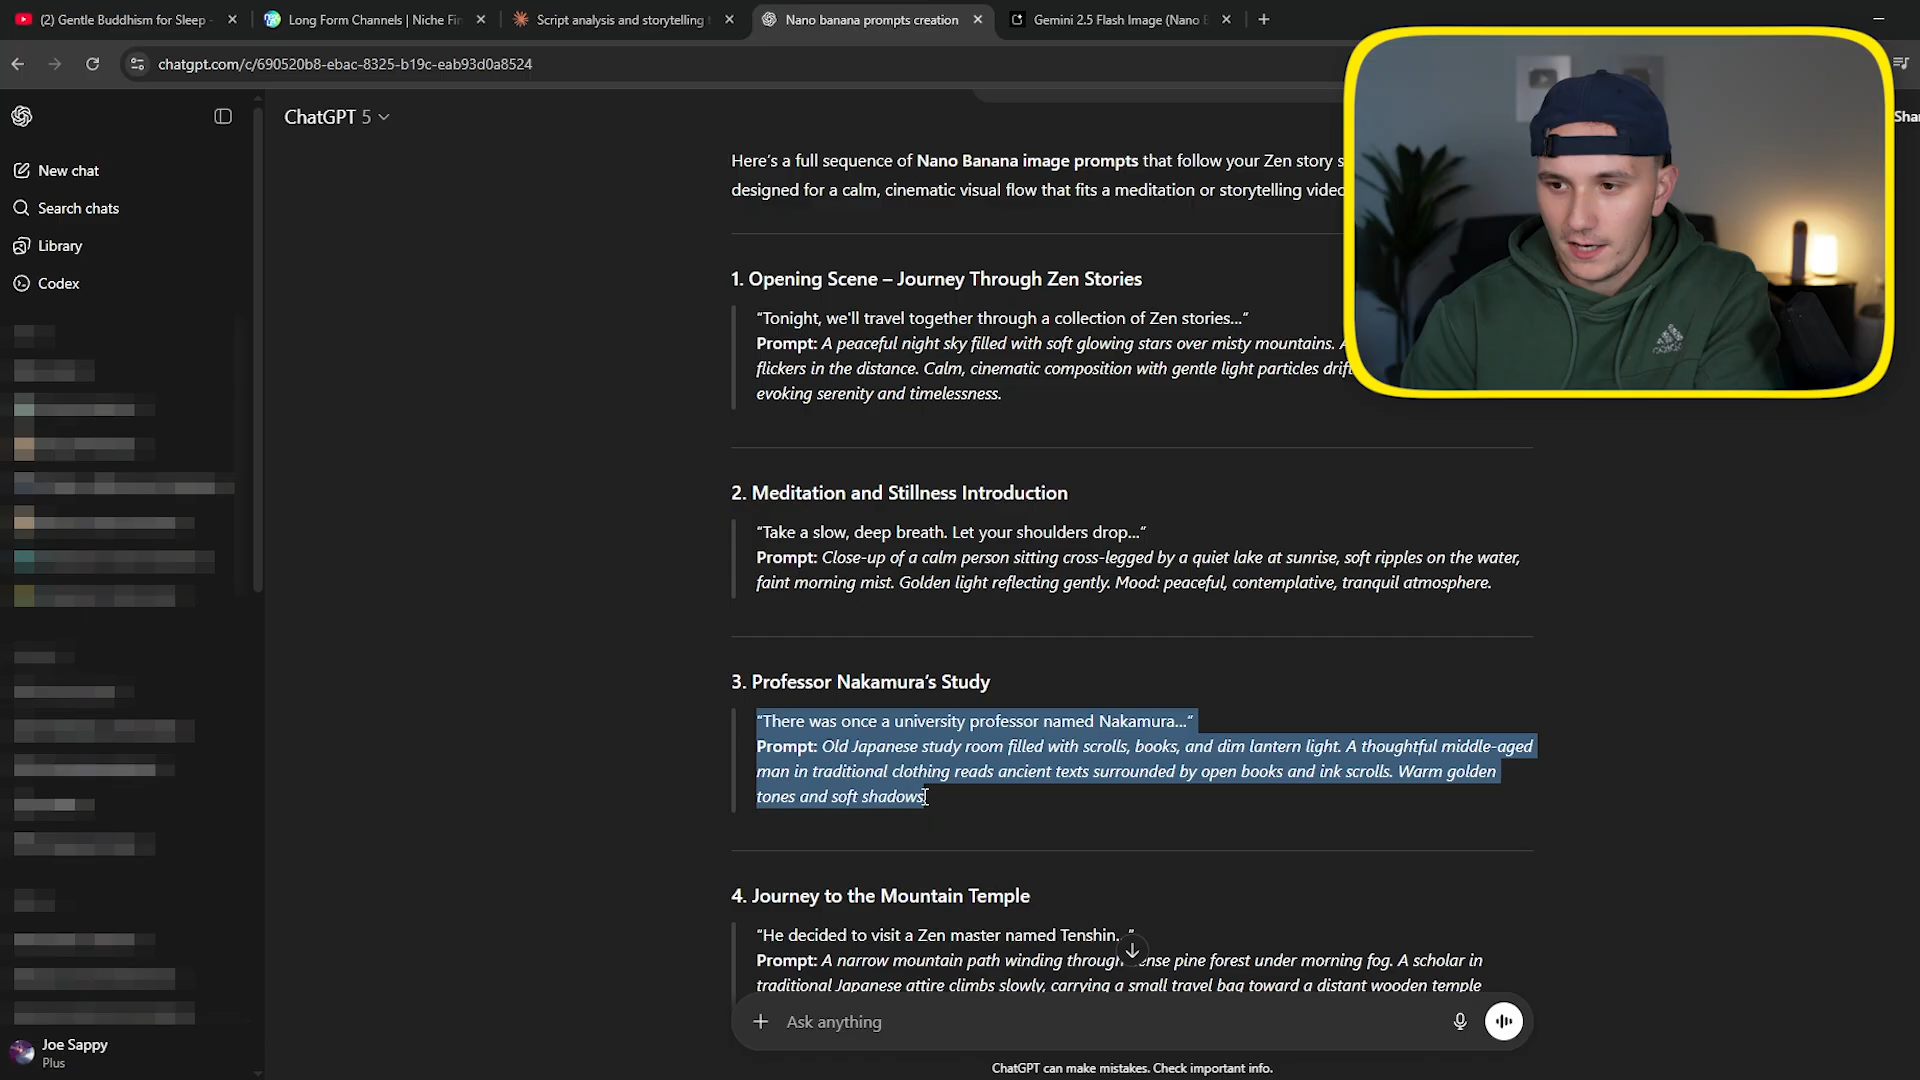 (2) Gentle Buddhism for Sleep -
Long Form Channels | Niche Fin
Script analysis and storytelling
Nano banana prompts creation
Gemini 2.5 Flash Image (Nano B
chatgpt.com/c/690520b8-ebac-8325-b19c-eab93d0a8524
ChatGPT 5
Shar
New chat
Search chats
Library
Codex
Here's a full sequence of Nano Banana image prompts that follow your Zen story s
designed for a calm, cinematic visual flow that fits a meditation or storytelling video
1. Opening Scene – Journey Through Zen Stories
"Tonight, we'll travel together through a collection of Zen stories..."
Prompt: A peaceful night sky filled with soft glowing stars over misty mountains. A
flickers in the distance. Calm, cinematic composition with gentle light particles drif
evoking serenity and timelessness.
2. Meditation and Stillness Introduction
"Take a slow, deep breath. Let your shoulders drop..."
Prompt: Close-up of a calm person sitting cross-legged by a quiet lake at sunrise, soft ripples on the water,
faint morning mist. Golden light reflecting gently. Mood: peaceful, contemplative, tranquil atmosphere.
3. Professor Nakamura's Study
"There was once a university professor named Nakamura..."
Prompt: Old Japanese study room filled with scrolls, books, and dim lantern light. A thoughtful middle-aged
man in traditional clothing reads ancient texts surrounded by open books and ink scrolls. Warm golden
tones and soft shadows.
4. Journey to the Mountain Temple
"He decided to visit a Zen master named Tenshin..."
Prompt: A narrow mountain path winding through dense pine forest under morning fog. A scholar in
traditional Japanese attire climbs slowly, carrying a small travel bag toward a distant wooden temple
Ask anything
ChatGPT can make mistakes. Check important info.
Joe Sappy
Plus
adidas